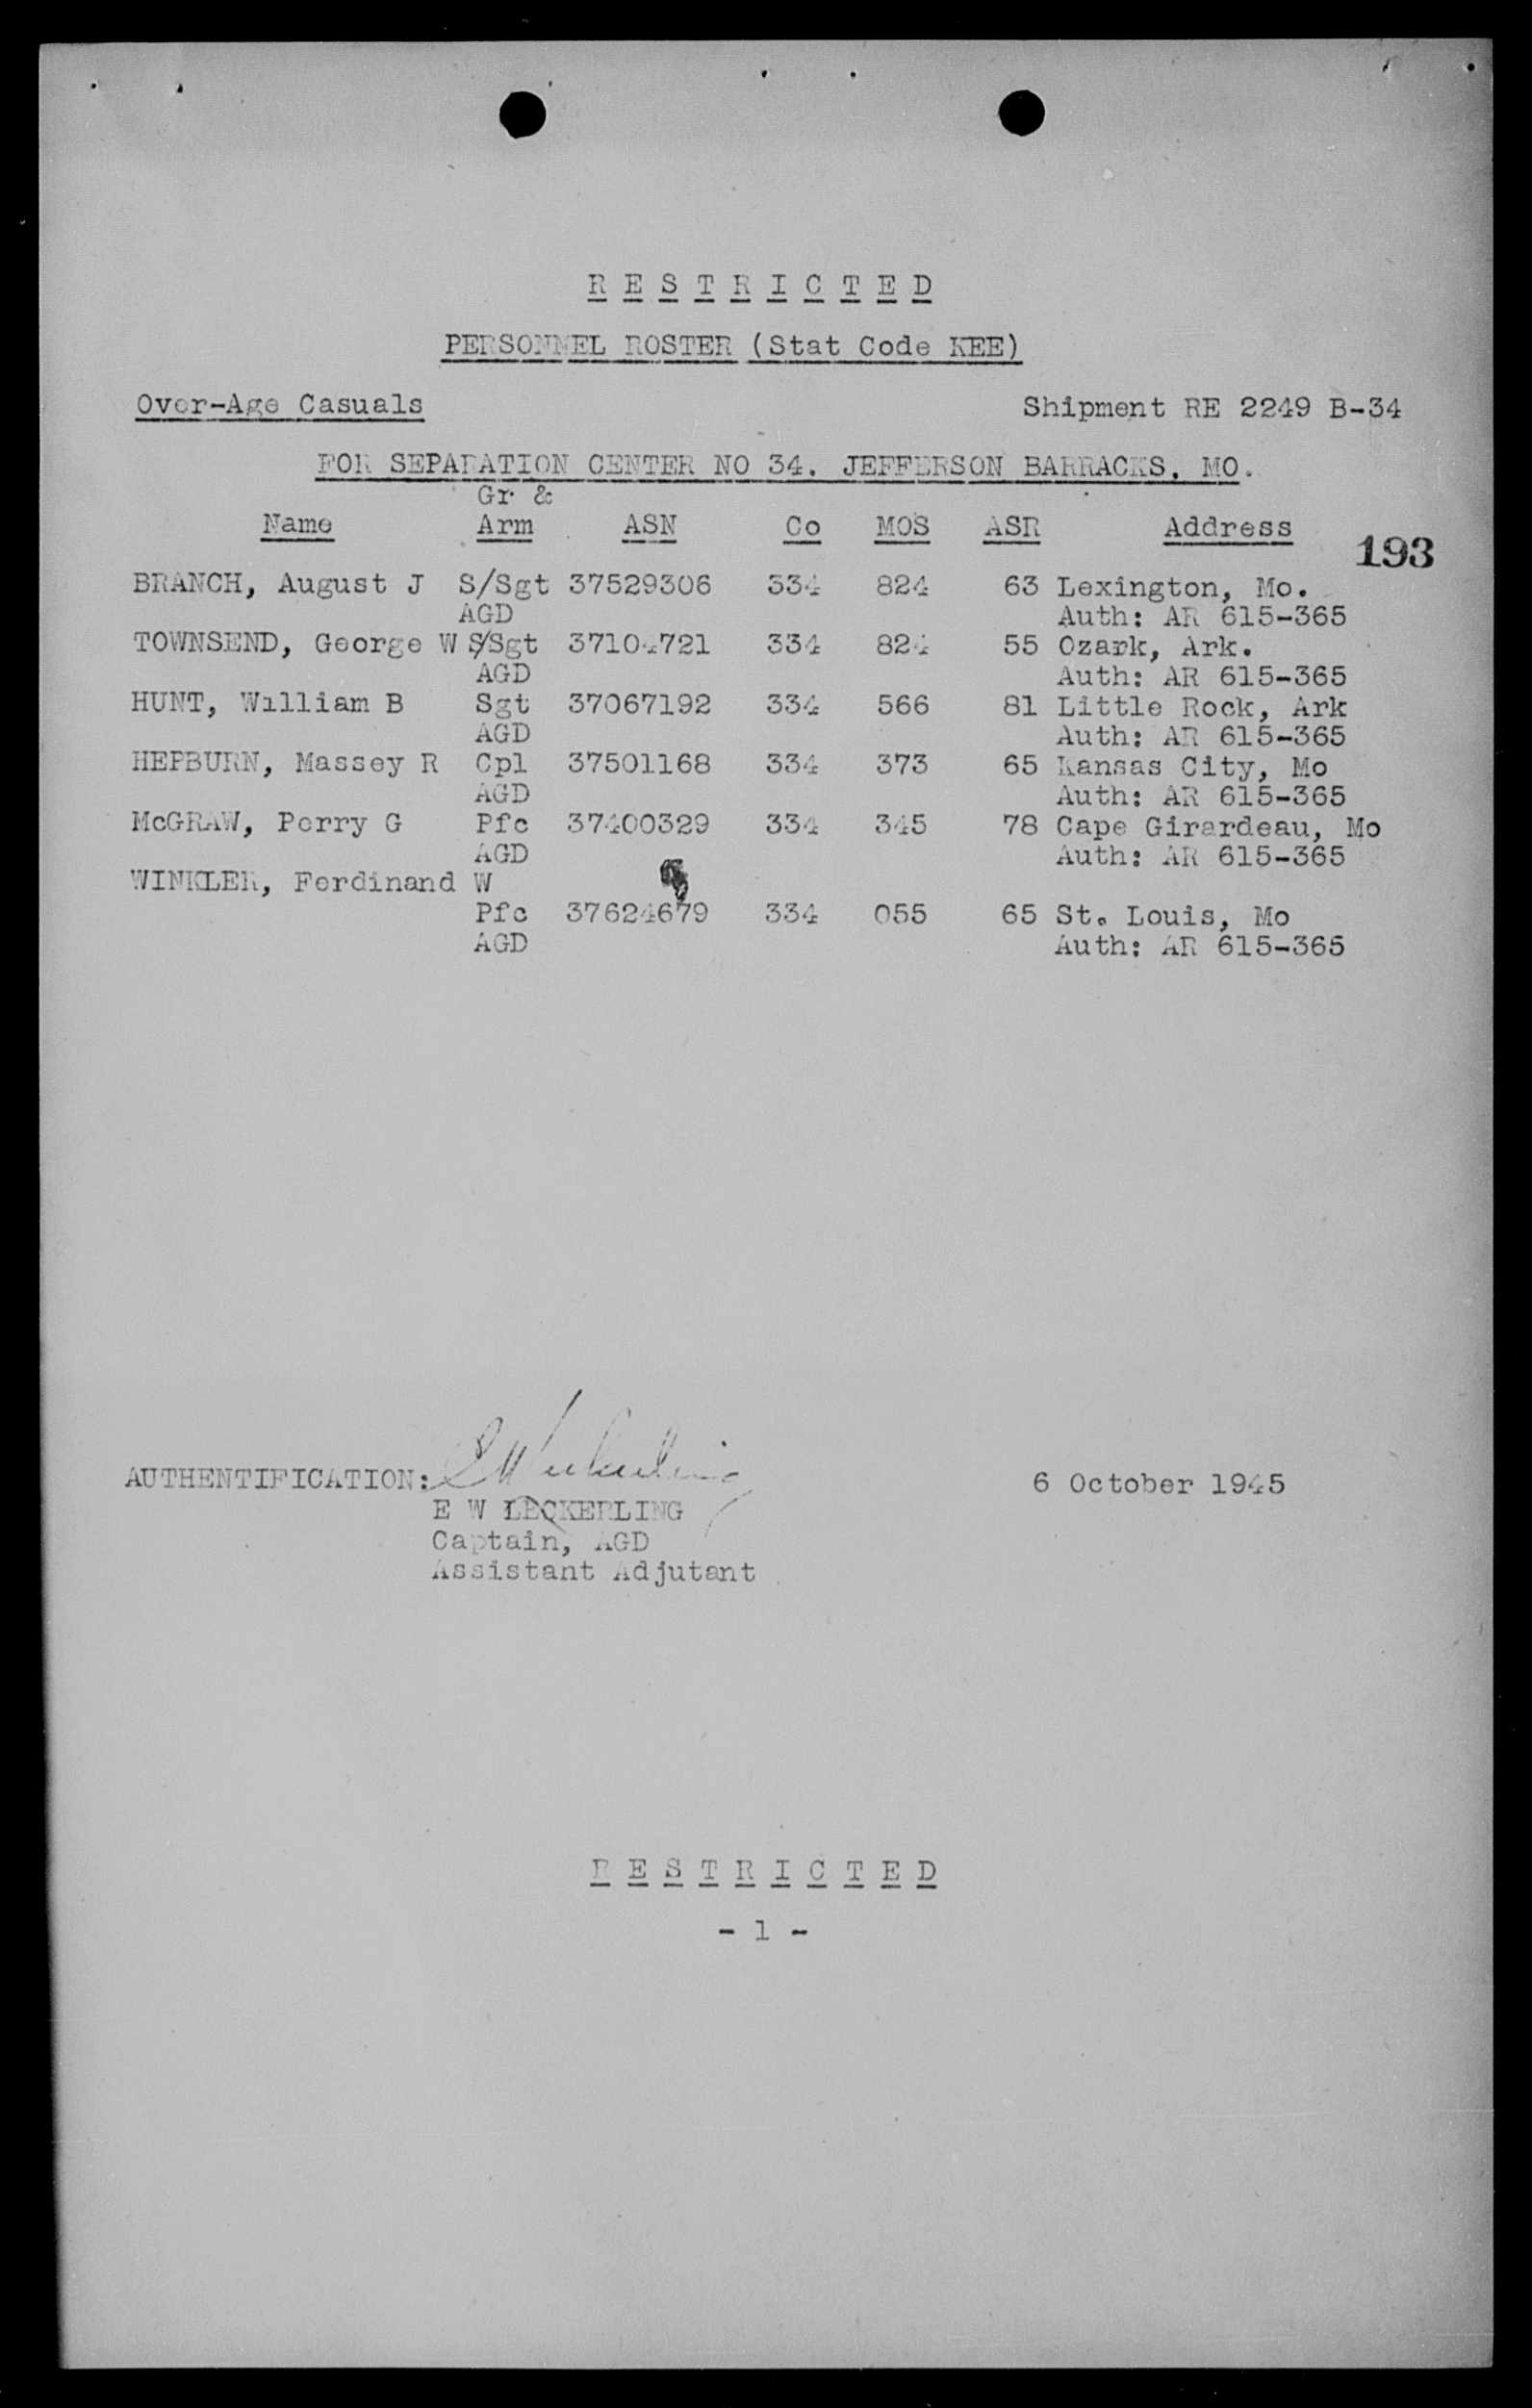 R E S T R I C T E D
PERSONNEL ROSTER (Stat Code KEE)
Over-Age Casuals Shipment RE 2249 B-34
FOR SEPARATION CENTER NO 34. JEFFERSON BARRACKS. MO.
Gr &
Name Arm ASN Co MOS ASR Address
193
BRANCH, August J S/Sgt 37529306 334 824 63 Lexington, Mo.
AGD Auth: AR 615-365
TOWNSEND, George W S/Sgt 37104721 334 824 55 Ozark, Ark.
AGD Auth: AR 615-365
HUNT, William B Sgt 37067192 334 566 81 Little Rock, Ark
AGD Auth: AR 615-365
HEPBURN, Massey R Cpl 37501168 334 373 65 Kansas City, Mo
AGD Auth: AR 615-365
McGRAW, Perry G Pfc 37400329 334 345 78 Cape Girardeau, Mo
AGD Auth: AR 615-365
WINKLER, Ferdinand W
Pfc 37624679 334 055 65 St. Louis, Mo
AGD Auth: AR 615-365
AUTHENTIFICATION: 6 October 1945
E W LECKERLING
Captain, AGD
Assistant Adjutant
R E S T R I C T E D
- 1 -